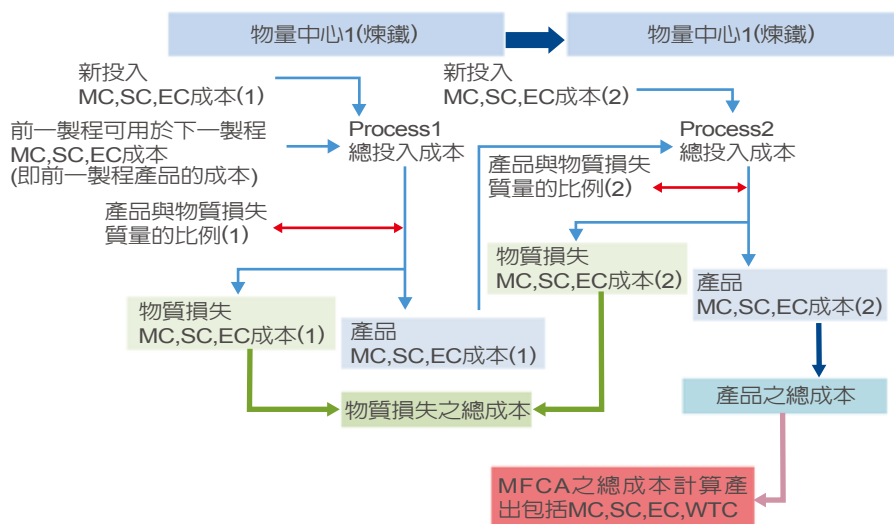 物量中心1(煉鐵)
物量中心1(煉鐵)
新投入
MC,SC,EC成本(1)
新投入
MC,SC,EC成本(2)
前一製程可用於下一製程
MC,SC,EC成本
(即前一製程產品的成本)
Process1
總投入成本
Process2
總投入成本
產品與物質損失
質量的比例(1)
產品與物質損失
質量的比例(2)
物質損失
MC,SC,EC成本(1)
產品
MC,SC,EC成本(1)
物質損失
MC,SC,EC成本(2)
產品
MC,SC,EC成本(2)
物質損失之總成本
產品之總成本
MFCA之總成本計算產
出包括MC,SC,EC,WTC